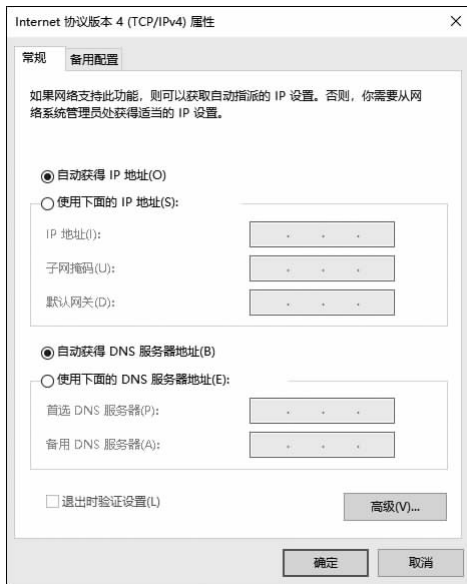 Internet 协议版本 4 (TCP/IPv4) 属性
常规 备用配置
如果网络支持此功能，则可以获取自动指派的 IP 设置。否则，你需要从网
络系统管理员处获得适当的 IP 设置。
自动获得 IP 地址(O)
使用下面的 IP 地址(S):
IP 地址(I):
子网掩码(U):
默认网关(D):
自动获得 DNS 服务器地址(B)
使用下面的 DNS 服务器地址(E):
首选 DNS 服务器(P):
备用 DNS 服务器(A):
退出时验证设置(L)
高级(V)...
确定 取消